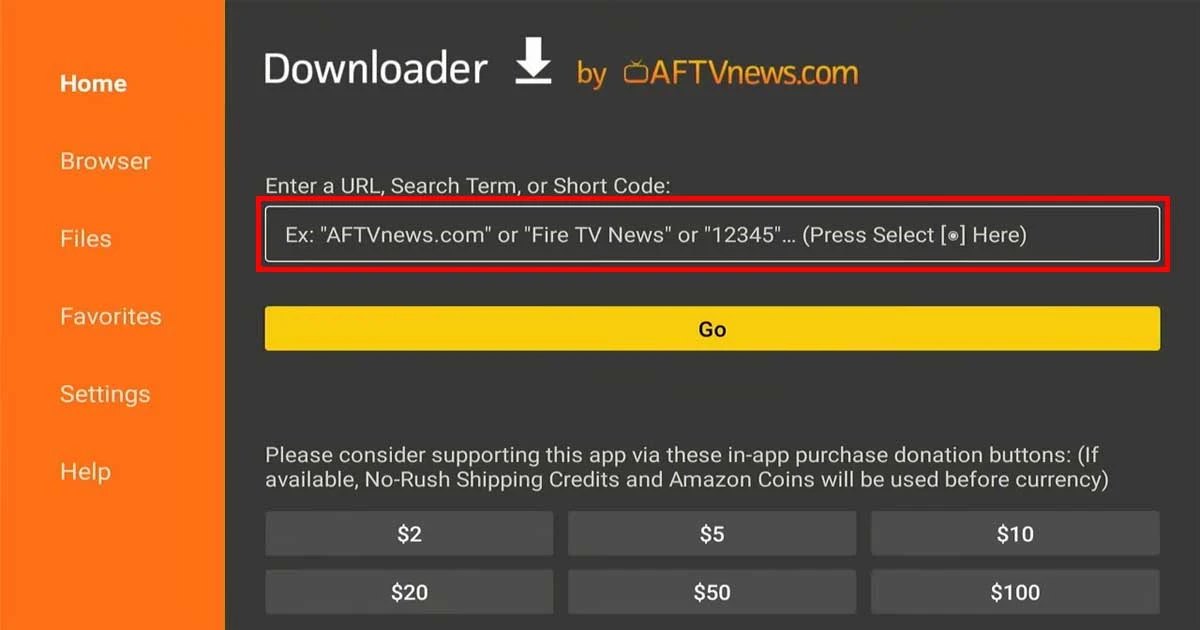 Home
Browser
Files
Favorites
Settings
Help
Downloader by AFTVnews.com
Enter a URL, Search Term, or Short Code:
Ex: "AFTVnews.com" or "Fire TV News" or "12345"... (Press Select [◉] Here)
Go
Please consider supporting this app via these in-app purchase donation buttons: (If
available, No-Rush Shipping Credits and Amazon Coins will be used before currency)
$2 $5 $10
$20 $50 $100